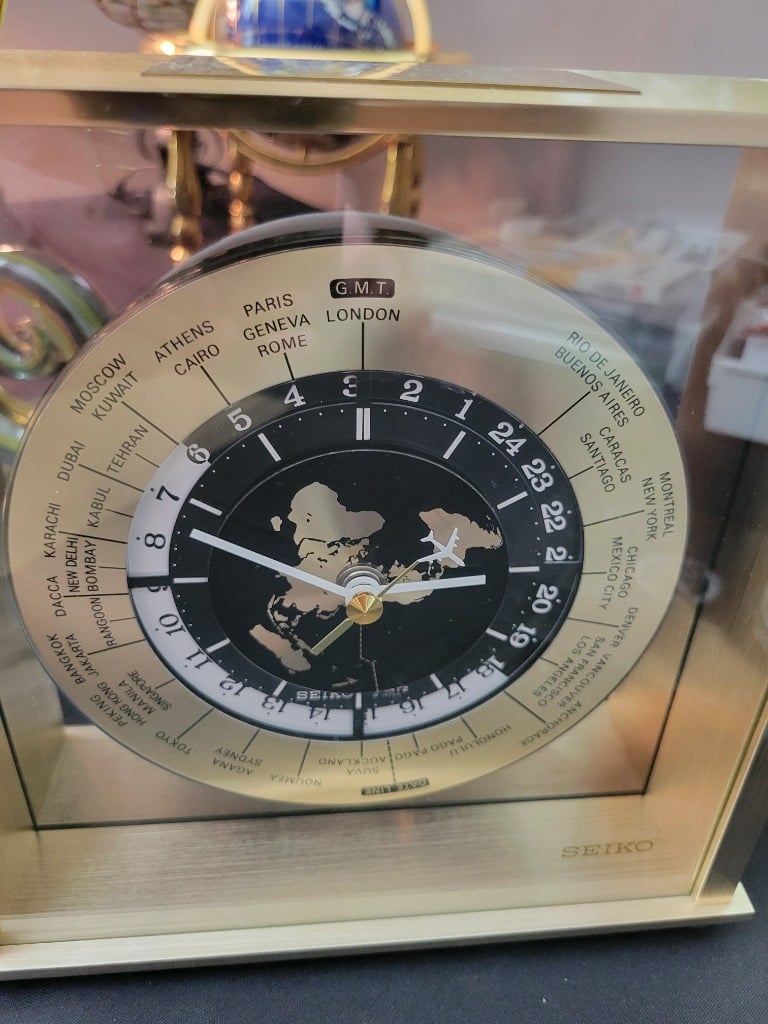 G.M.T.
LONDON
RIO DE JANEIRO
BUENOS AIRES
CARACAS
SANTIAGO
MONTREAL
NEW YORK
CHICAGO
MEXICO CITY
DENVER
VANCOUVER
SAN FRANCISCO
LOS ANGELES
ANCHORAGE
HONOLULU
PAGO PAGO
DATE LINE
SUVA
AUCKLAND
NOUMEA
SYDNEY
AGANA
TOKYO
PEKING
HONG KONG
MANILA
SINGAPORE
BANGKOK
JAKARTA
DACCA
RANGOON
KARACHI
NEW DELHI
BOMBAY
KABUL
DUBAI
TEHRAN
MOSCOW
KUWAIT
ATHENS
CAIRO
PARIS
GENEVA
ROME
3
2
1
24
23
22
21
20
19
18
17
16
14
13
12
11
10
9
8
7
6
5
4
SEIKO
SEIKO